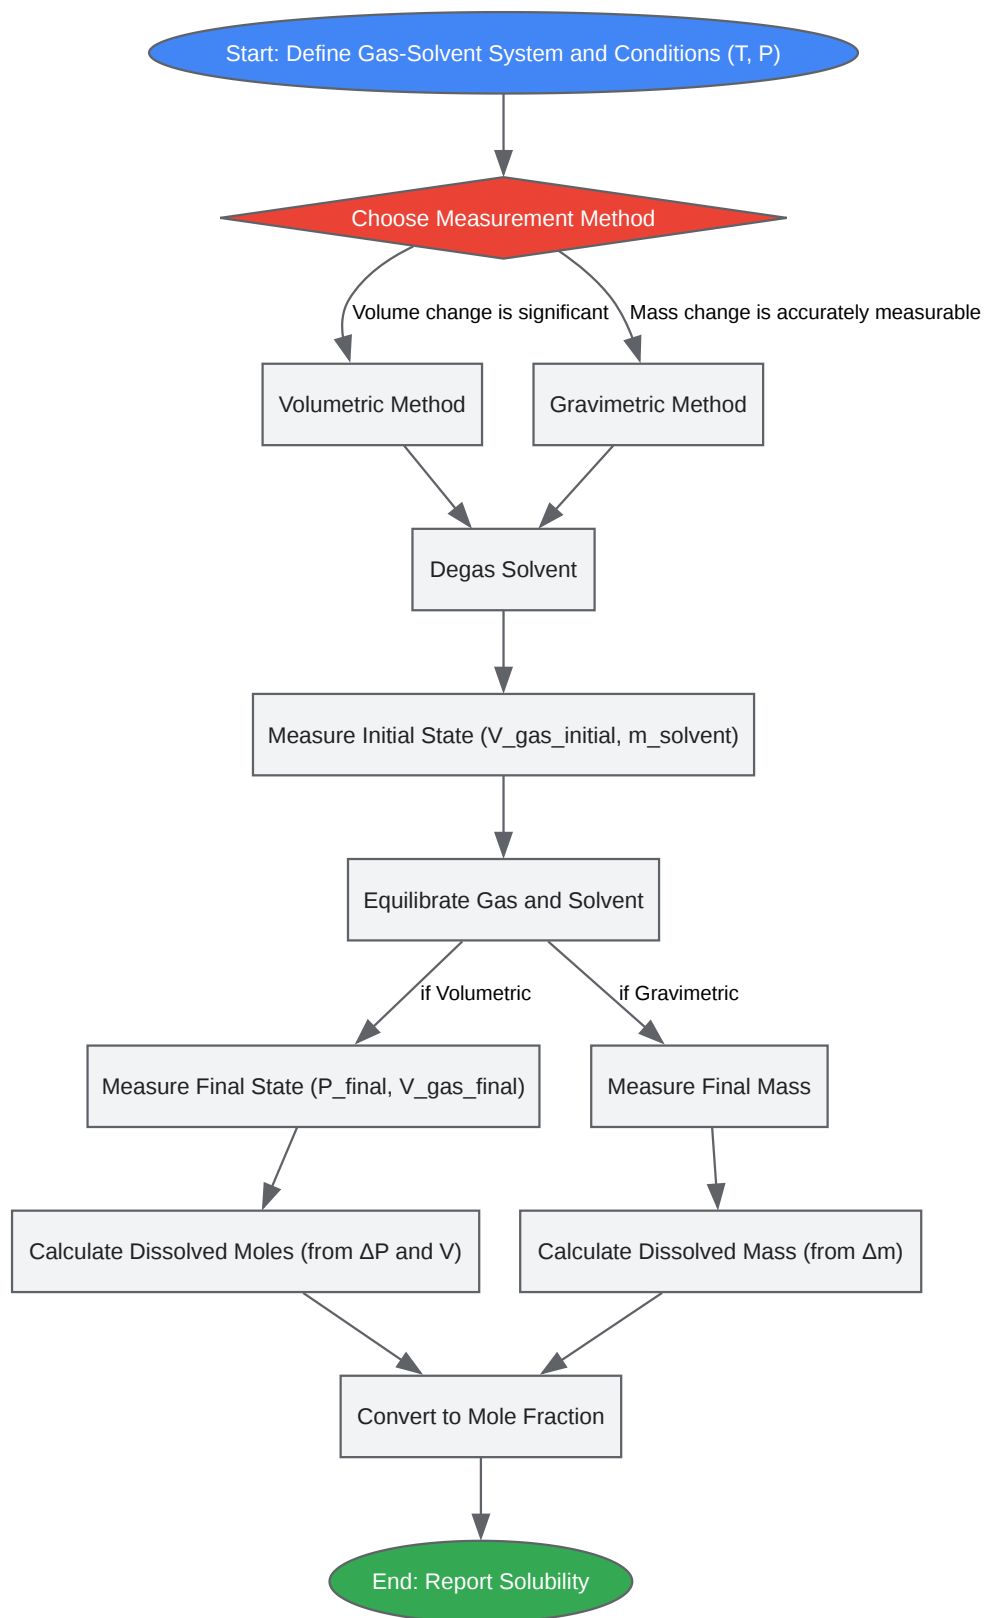 Start: Define Gas-Solvent System and Conditions (T, P)
Choose Measurement Method
Volume change is significant
Mass change is accurately measurable
Volumetric Method
Gravimetric Method
Degas Solvent
Measure Initial State (V_gas_initial, m_solvent)
Equilibrate Gas and Solvent
if Volumetric
if Gravimetric
Measure Final State (P_final, V_gas_final)
Measure Final Mass
Calculate Dissolved Moles (from ΔP and V)
Calculate Dissolved Mass (from Δm)
Convert to Mole Fraction
End: Report Solubility